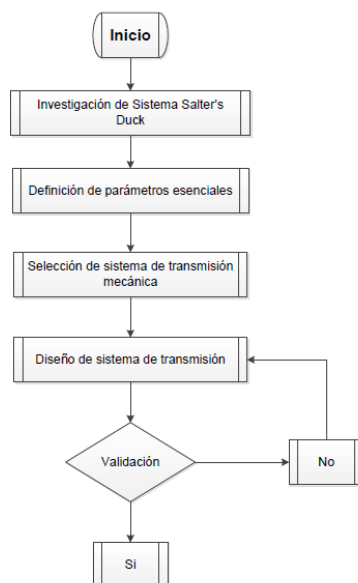 Inicio
Investigación de Sistema Salter's
Duck
Definición de parámetros esenciales
Selección de sistema de transmisión
mecánica
Diseño de sistema de transmisión
Validación
No
Si